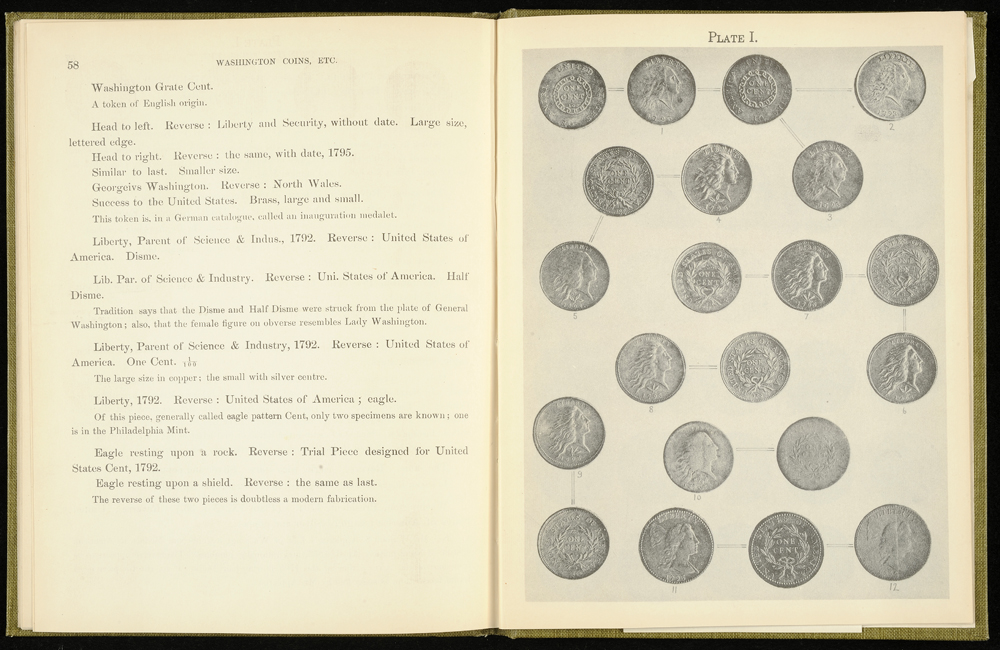 58
WASHINGTON COINS, ETC.
Washington Grate Cent.
A token of English origin.
Head to left. Reverse : Liberty and Security, without date. Large size,
lettered edge.
Head to right. Reverse : the same, with date, 1795.
Similar to last. Smaller size.
Georgeivs Washington. Reverse : North Wales.
Success to the United States. Brass, large and small.
This token is, in a German catalogue, called an inauguration medalet.
Liberty, Parent of Science & Indus., 1792. Reverse : United States of
America. Disme.
Lib. Par. of Science & Industry. Reverse : Uni. States of America. Half
Disme.
Tradition says that the Disme and Half Disme were struck from the plate of General
Washington ; also, that the female figure on obverse resembles Lady Washington.
Liberty, Parent of Science & Industry, 1792. Reverse : United States of
America. One Cent. 1/100
The large size in copper ; the small with silver centre.
Liberty, 1792. Reverse : United States of America ; eagle.
Of this piece, generally called eagle pattern Cent, only two specimens are known ; one
is in the Philadelphia Mint.
Eagle resting upon a rock. Reverse : Trial Piece designed for United
States Cent, 1792.
Eagle resting upon a shield. Reverse : the same as last.
The reverse of these two pieces is doubtless a modern fabrication.
PLATE I.
ONE
CENT
LIBERTY
ONE
CENT
LIBERTY
1
2
4
3
ONE
CENT
5
7
8
6
9
10
ONE
CENT
11
12